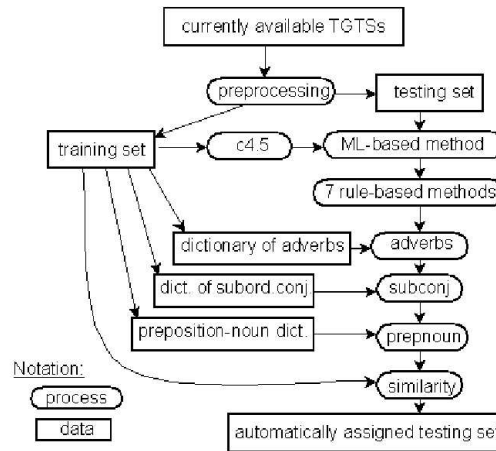 currently available TGTSs
preprocessing
testing set
training set
c4.5
ML-based method
7 rule-based methods
dictionary of adverbs
adverbs
dict. of subord.conj.
subconj
preposition-noun dict.
prepnoun
Notation:
process
similarity
data
automatically assigned testing set